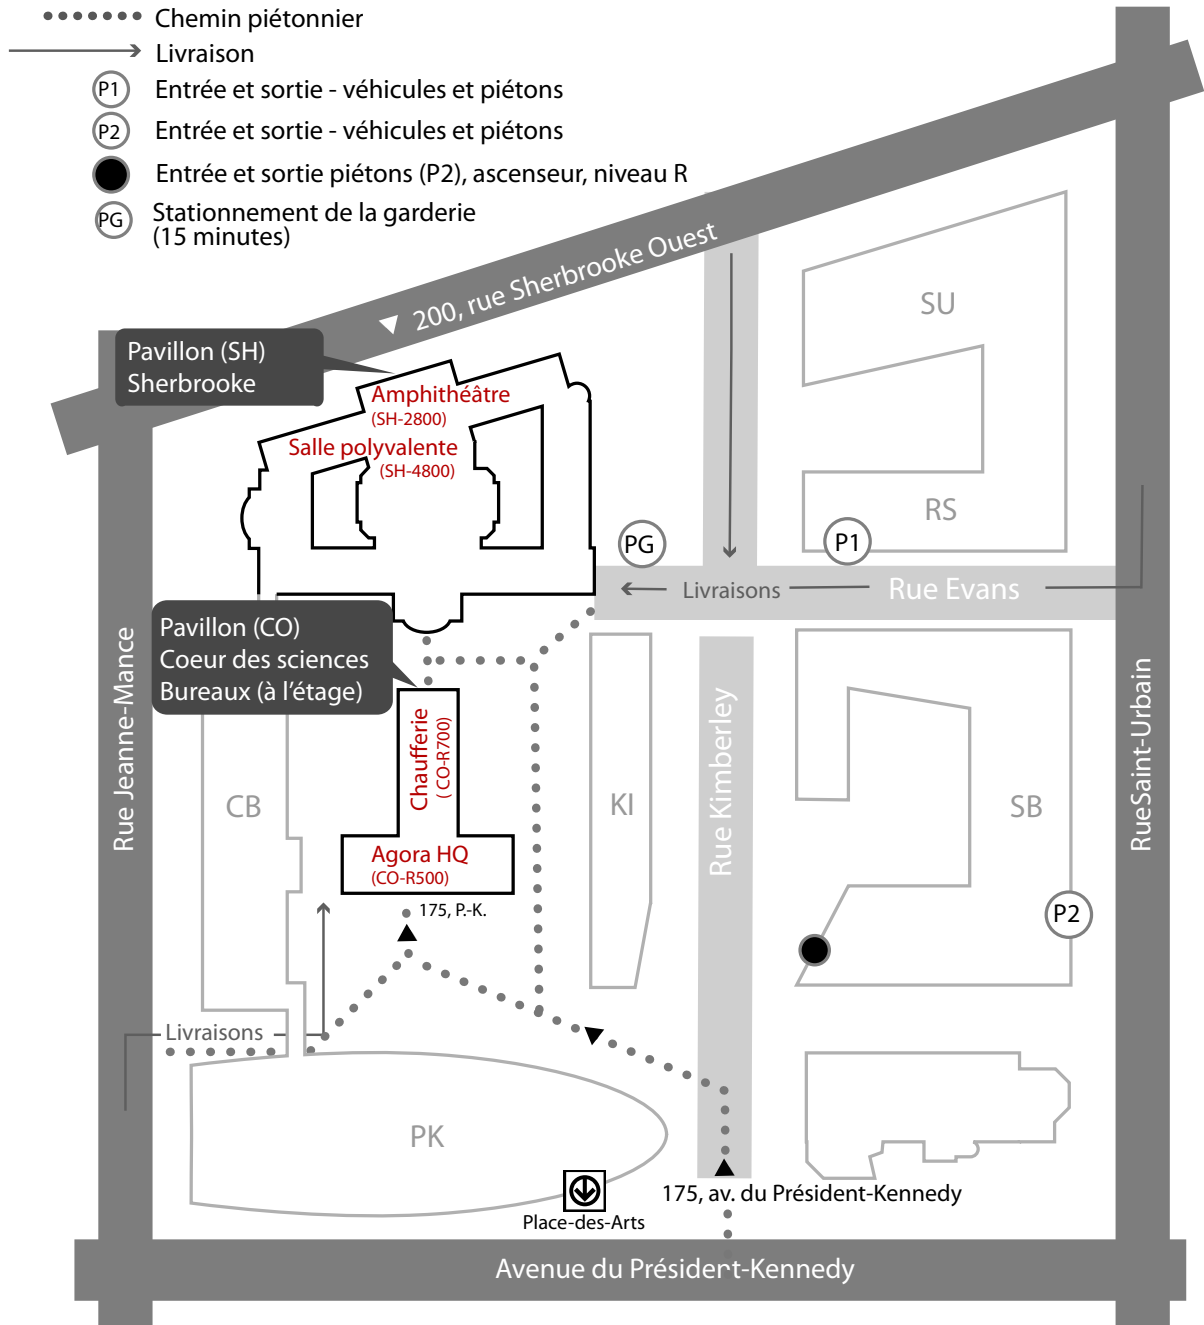 Chemin piétonnier
Livraison
P1 Entrée et sortie - véhicules et piétons
P2 Entrée et sortie - véhicules et piétons
Entrée et sortie piétons (P2), ascenseur, niveau R
PG Stationnement de la garderie
(15 minutes)
200, rue Sherbrooke Ouest
SU
Pavillon (SH)
Sherbrooke
Amphithéâtre
(SH-2800)
Salle polyvalente
(SH-4800)
RS
PG
P1
Livraisons
Rue Evans
Pavillon (CO)
Coeur des sciences
Bureaux (à l'étage)
Rue Jeanne-Mance
RueSaint-Urbain
Rue Kimberley
Chaufferie
( CO-R700)
CB
KI
SB
Agora HQ
(CO-R500)
175, P.-K.
P2
Livraisons
PK
175, av. du Président-Kennedy
Place-des-Arts
Avenue du Président-Kennedy